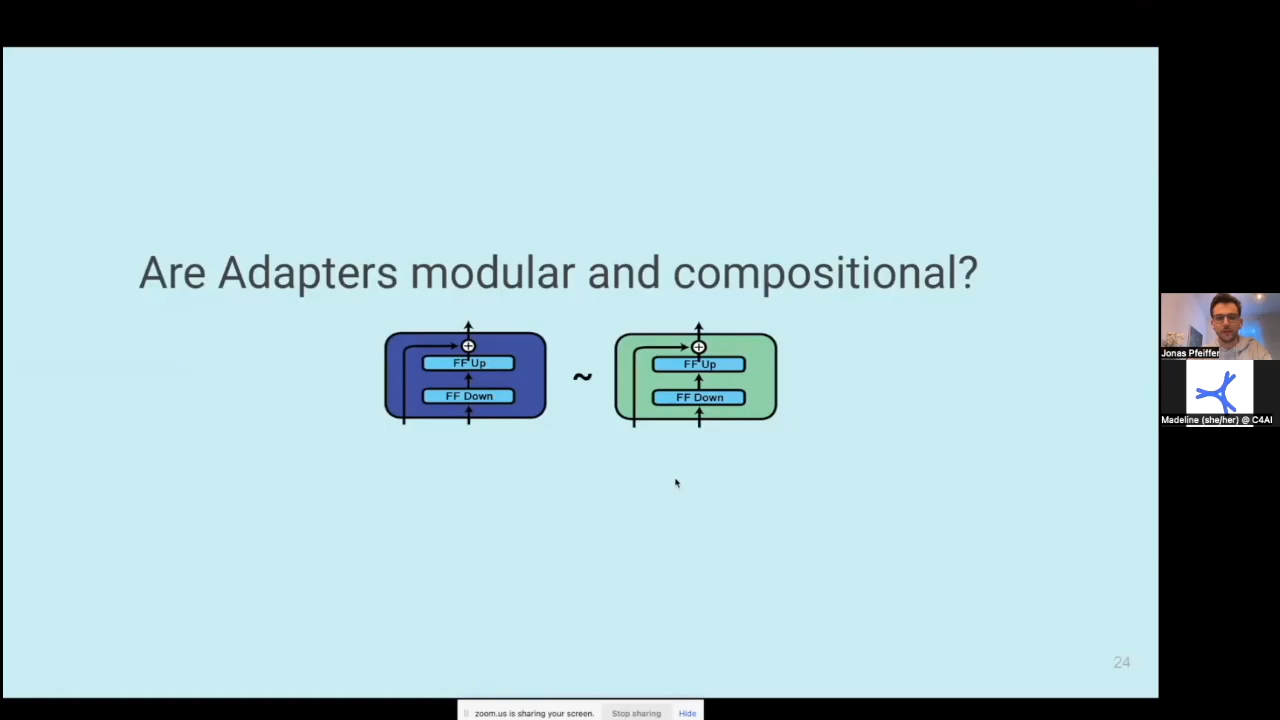 Are Adapters modular and compositional?
+ +
FF Up ~ FF Up
FF Down FF Down
Jonas Pfeiffer
Madeline (she/her) @ C4AI
24
zoom.us is sharing your screen. Stop sharing Hide